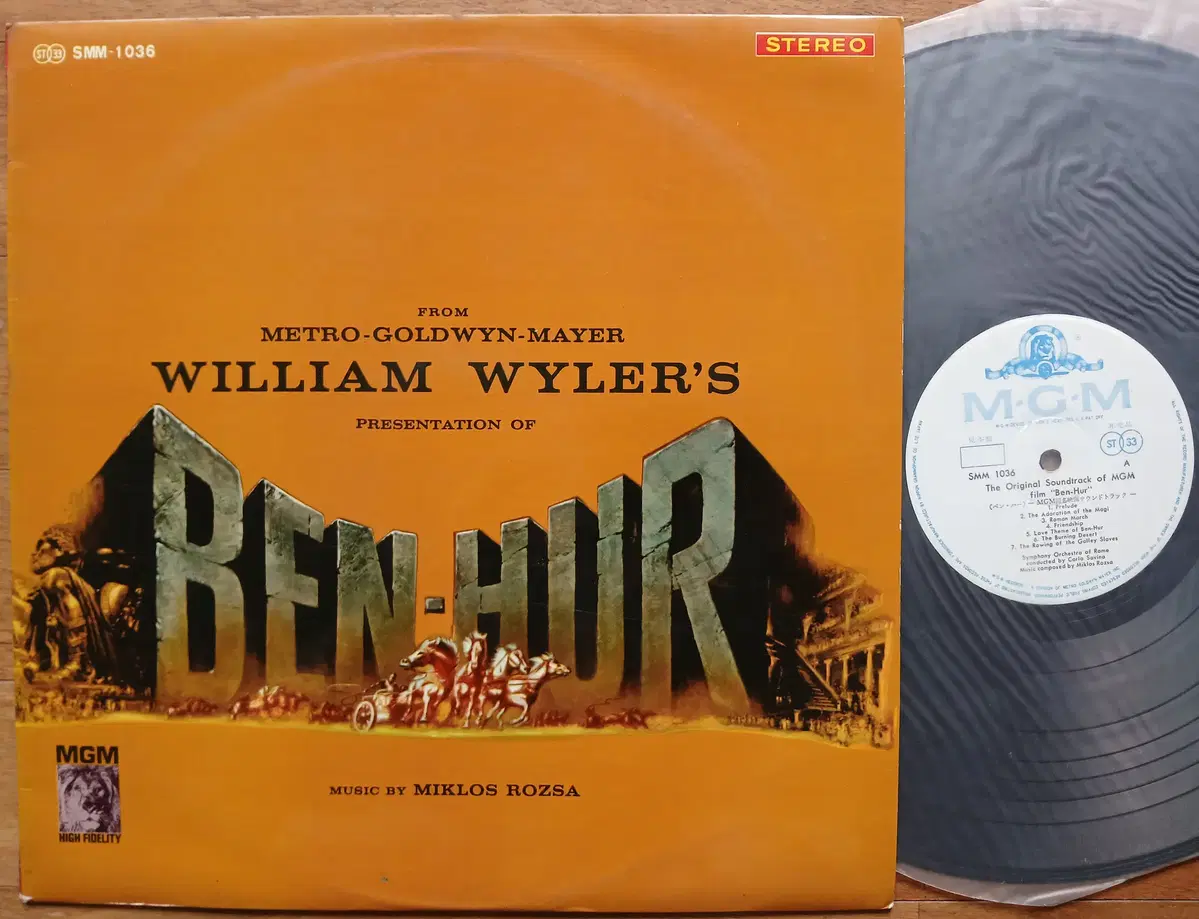 ST 33 SMM-1036
STEREO
FROM
METRO-GOLDWYN-MAYER
WILLIAM WYLER'S
PRESENTATION OF
BEN-HUR
MGM
HIGH FIDELITY
MUSIC BY MIKLOS ROZSA
M-G-M
ST 33
SMM 1036
A
The Original Soundtrack of MGM
film "Ben-Hur"
1. Prelude
2. The Adoration of the Magi
3. Roman March
4. Friendship
5. Love Theme of Ben-Hur
6. The Burning Desert
7. The Rowing of the Galley Slaves
Symphony Orchestra of Rome
conducted by Carlo Savina
Music composed by Miklos Rozsa